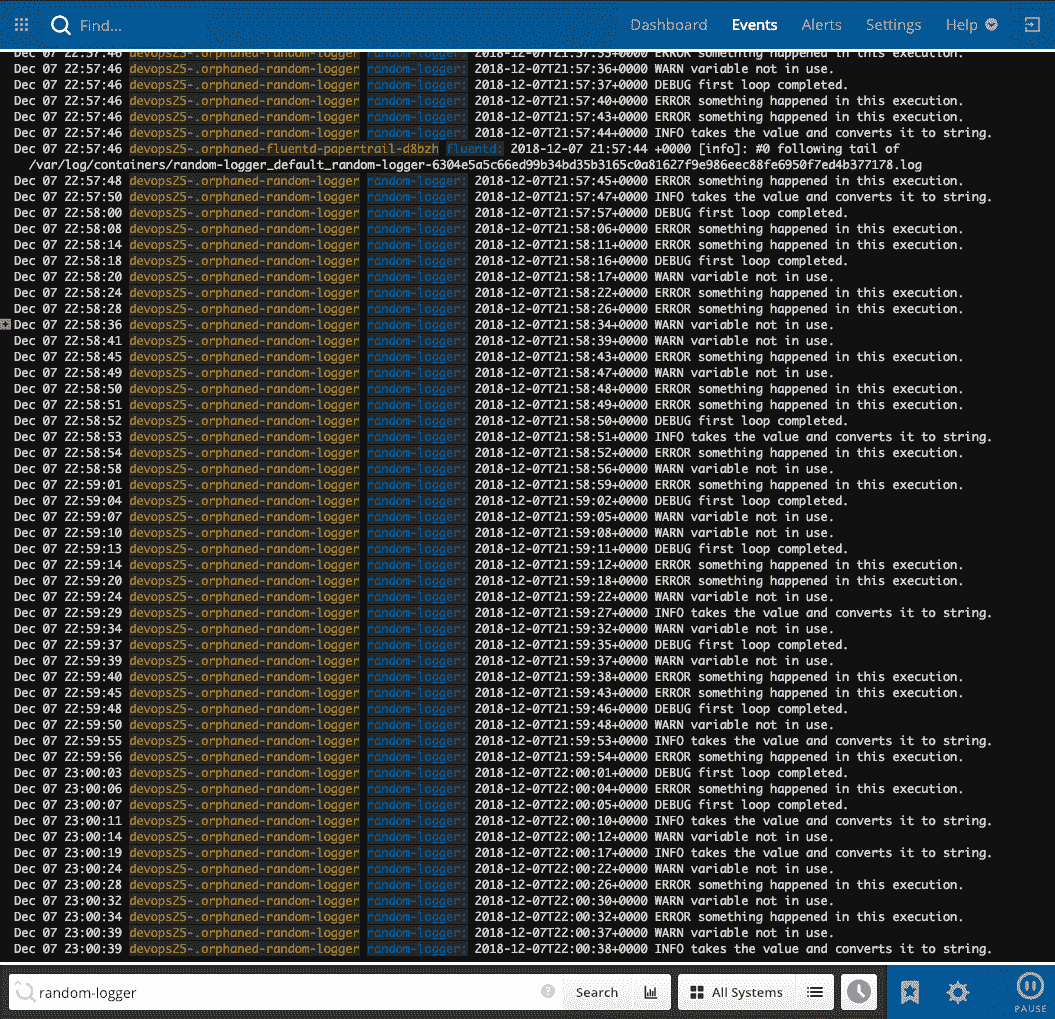 Find...
Dashboard Events Alerts Settings Help
Dec 07 22:57:46 devops25-.orphaned-random-logger random-logger: 2018-12-07T21:57:35+0000 ERROR something happened in this execution.
Dec 07 22:57:46 devops25-.orphaned-random-logger random-logger: 2018-12-07T21:57:36+0000 WARN variable not in use.
Dec 07 22:57:46 devops25-.orphaned-random-logger random-logger: 2018-12-07T21:57:37+0000 DEBUG first loop completed.
Dec 07 22:57:46 devops25-.orphaned-random-logger random-logger: 2018-12-07T21:57:40+0000 ERROR something happened in this execution.
Dec 07 22:57:46 devops25-.orphaned-random-logger random-logger: 2018-12-07T21:57:43+0000 ERROR something happened in this execution.
Dec 07 22:57:46 devops25-.orphaned-random-logger random-logger: 2018-12-07T21:57:44+0000 INFO takes the value and converts it to string.
Dec 07 22:57:46 devops25-.orphaned-fluentd-papertrail-d8bzh fluentd: 2018-12-07 21:57:44 +0000 [info]: #0 following tail of
/var/log/containers/random-logger_default_random-logger-6304e5a5c66ed99b34bd35b3165c0a81627f9e986eec88fe6950f7ed4b377178.log
Dec 07 22:57:48 devops25-.orphaned-random-logger random-logger: 2018-12-07T21:57:45+0000 ERROR something happened in this execution.
Dec 07 22:57:50 devops25-.orphaned-random-logger random-logger: 2018-12-07T21:57:47+0000 INFO takes the value and converts it to string.
Dec 07 22:58:00 devops25-.orphaned-random-logger random-logger: 2018-12-07T21:57:57+0000 DEBUG first loop completed.
Dec 07 22:58:08 devops25-.orphaned-random-logger random-logger: 2018-12-07T21:58:06+0000 ERROR something happened in this execution.
Dec 07 22:58:14 devops25-.orphaned-random-logger random-logger: 2018-12-07T21:58:11+0000 ERROR something happened in this execution.
Dec 07 22:58:18 devops25-.orphaned-random-logger random-logger: 2018-12-07T21:58:16+0000 DEBUG first loop completed.
Dec 07 22:58:20 devops25-.orphaned-random-logger random-logger: 2018-12-07T21:58:17+0000 WARN variable not in use.
Dec 07 22:58:24 devops25-.orphaned-random-logger random-logger: 2018-12-07T21:58:22+0000 ERROR something happened in this execution.
Dec 07 22:58:28 devops25-.orphaned-random-logger random-logger: 2018-12-07T21:58:26+0000 ERROR something happened in this execution.
Dec 07 22:58:36 devops25-.orphaned-random-logger random-logger: 2018-12-07T21:58:34+0000 WARN variable not in use.
Dec 07 22:58:41 devops25-.orphaned-random-logger random-logger: 2018-12-07T21:58:39+0000 WARN variable not in use.
Dec 07 22:58:45 devops25-.orphaned-random-logger random-logger: 2018-12-07T21:58:43+0000 ERROR something happened in this execution.
Dec 07 22:58:49 devops25-.orphaned-random-logger random-logger: 2018-12-07T21:58:47+0000 WARN variable not in use.
Dec 07 22:58:50 devops25-.orphaned-random-logger random-logger: 2018-12-07T21:58:48+0000 ERROR something happened in this execution.
Dec 07 22:58:51 devops25-.orphaned-random-logger random-logger: 2018-12-07T21:58:49+0000 ERROR something happened in this execution.
Dec 07 22:58:52 devops25-.orphaned-random-logger random-logger: 2018-12-07T21:58:50+0000 DEBUG first loop completed.
Dec 07 22:58:53 devops25-.orphaned-random-logger random-logger: 2018-12-07T21:58:51+0000 INFO takes the value and converts it to string.
Dec 07 22:58:54 devops25-.orphaned-random-logger random-logger: 2018-12-07T21:58:52+0000 ERROR something happened in this execution.
Dec 07 22:58:58 devops25-.orphaned-random-logger random-logger: 2018-12-07T21:58:56+0000 WARN variable not in use.
Dec 07 22:59:01 devops25-.orphaned-random-logger random-logger: 2018-12-07T21:58:59+0000 ERROR something happened in this execution.
Dec 07 22:59:04 devops25-.orphaned-random-logger random-logger: 2018-12-07T21:59:02+0000 DEBUG first loop completed.
Dec 07 22:59:07 devops25-.orphaned-random-logger random-logger: 2018-12-07T21:59:05+0000 WARN variable not in use.
Dec 07 22:59:10 devops25-.orphaned-random-logger random-logger: 2018-12-07T21:59:08+0000 WARN variable not in use.
Dec 07 22:59:13 devops25-.orphaned-random-logger random-logger: 2018-12-07T21:59:11+0000 DEBUG first loop completed.
Dec 07 22:59:14 devops25-.orphaned-random-logger random-logger: 2018-12-07T21:59:12+0000 ERROR something happened in this execution.
Dec 07 22:59:20 devops25-.orphaned-random-logger random-logger: 2018-12-07T21:59:18+0000 ERROR something happened in this execution.
Dec 07 22:59:24 devops25-.orphaned-random-logger random-logger: 2018-12-07T21:59:22+0000 WARN variable not in use.
Dec 07 22:59:29 devops25-.orphaned-random-logger random-logger: 2018-12-07T21:59:27+0000 INFO takes the value and converts it to string.
Dec 07 22:59:34 devops25-.orphaned-random-logger random-logger: 2018-12-07T21:59:32+0000 WARN variable not in use.
Dec 07 22:59:37 devops25-.orphaned-random-logger random-logger: 2018-12-07T21:59:35+0000 DEBUG first loop completed.
Dec 07 22:59:39 devops25-.orphaned-random-logger random-logger: 2018-12-07T21:59:37+0000 WARN variable not in use.
Dec 07 22:59:40 devops25-.orphaned-random-logger random-logger: 2018-12-07T21:59:38+0000 ERROR something happened in this execution.
Dec 07 22:59:45 devops25-.orphaned-random-logger random-logger: 2018-12-07T21:59:43+0000 ERROR something happened in this execution.
Dec 07 22:59:48 devops25-.orphaned-random-logger random-logger: 2018-12-07T21:59:46+0000 DEBUG first loop completed.
Dec 07 22:59:50 devops25-.orphaned-random-logger random-logger: 2018-12-07T21:59:48+0000 WARN variable not in use.
Dec 07 22:59:55 devops25-.orphaned-random-logger random-logger: 2018-12-07T21:59:53+0000 INFO takes the value and converts it to string.
Dec 07 22:59:56 devops25-.orphaned-random-logger random-logger: 2018-12-07T21:59:54+0000 ERROR something happened in this execution.
Dec 07 23:00:03 devops25-.orphaned-random-logger random-logger: 2018-12-07T22:00:01+0000 DEBUG first loop completed.
Dec 07 23:00:06 devops25-.orphaned-random-logger random-logger: 2018-12-07T22:00:04+0000 ERROR something happened in this execution.
Dec 07 23:00:07 devops25-.orphaned-random-logger random-logger: 2018-12-07T22:00:05+0000 DEBUG first loop completed.
Dec 07 23:00:11 devops25-.orphaned-random-logger random-logger: 2018-12-07T22:00:10+0000 INFO takes the value and converts it to string.
Dec 07 23:00:14 devops25-.orphaned-random-logger random-logger: 2018-12-07T22:00:12+0000 WARN variable not in use.
Dec 07 23:00:19 devops25-.orphaned-random-logger random-logger: 2018-12-07T22:00:17+0000 INFO takes the value and converts it to string.
Dec 07 23:00:24 devops25-.orphaned-random-logger random-logger: 2018-12-07T22:00:22+0000 WARN variable not in use.
Dec 07 23:00:28 devops25-.orphaned-random-logger random-logger: 2018-12-07T22:00:26+0000 ERROR something happened in this execution.
Dec 07 23:00:32 devops25-.orphaned-random-logger random-logger: 2018-12-07T22:00:30+0000 WARN variable not in use.
Dec 07 23:00:34 devops25-.orphaned-random-logger random-logger: 2018-12-07T22:00:32+0000 ERROR something happened in this execution.
Dec 07 23:00:39 devops25-.orphaned-random-logger random-logger: 2018-12-07T22:00:37+0000 WARN variable not in use.
Dec 07 23:00:39 devops25-.orphaned-random-logger random-logger: 2018-12-07T22:00:38+0000 INFO takes the value and converts it to string.
random-logger ? Search All Systems
PAUSE